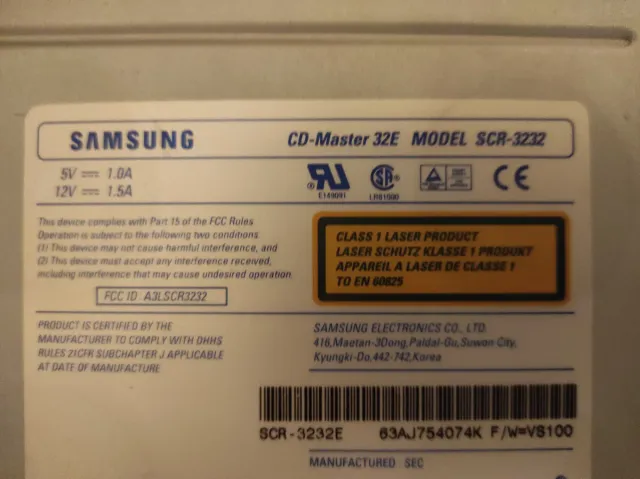 SAMSUNG
CD-Master 32E MODEL SCR-3232
5V 1.0A
12V 1.5A
E149091
LR81000
This device complies with Part 15 of the FCC Rules
Operation is subject to the following two conditions
(1) This device may not cause harmful interference, and
(2) This device must accept any interference received,
including interference that may cause undesired operation.
FCC ID A3LSCR3232
CLASS 1 LASER PRODUCT
LASER SCHUTZ KLASSE 1 PRODUKT
APPAREIL A LASER DE CLASSE 1
TO EN 60825
PRODUCT IS CERTIFIED BY THE
MANUFACTURER TO COMPLY WITH DHHS
RULES 21CFR SUBCHAPTER J APPLICABLE
AT DATE OF MANUFACTURE
SAMSUNG ELECTRONICS CO., LTD.
416,Maetan-3Dong,Paldal-Gu,Suwon City,
Kyungki-Do,442-742,Korea
SCR-3232E 63AJ754074K F/W=VS100
MANUFACTURED SEC